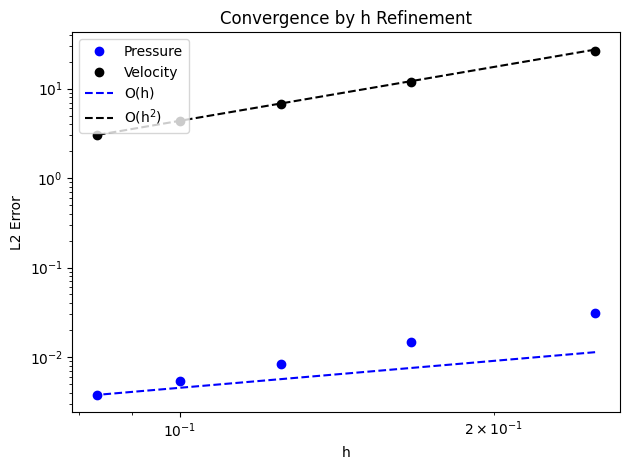 Convergence by h Refinement
Pressure
Velocity
O(h)
O(h²)
L2 Error
10¹
10⁰
10⁻¹
10⁻²
10⁻¹
2 × 10⁻¹
h